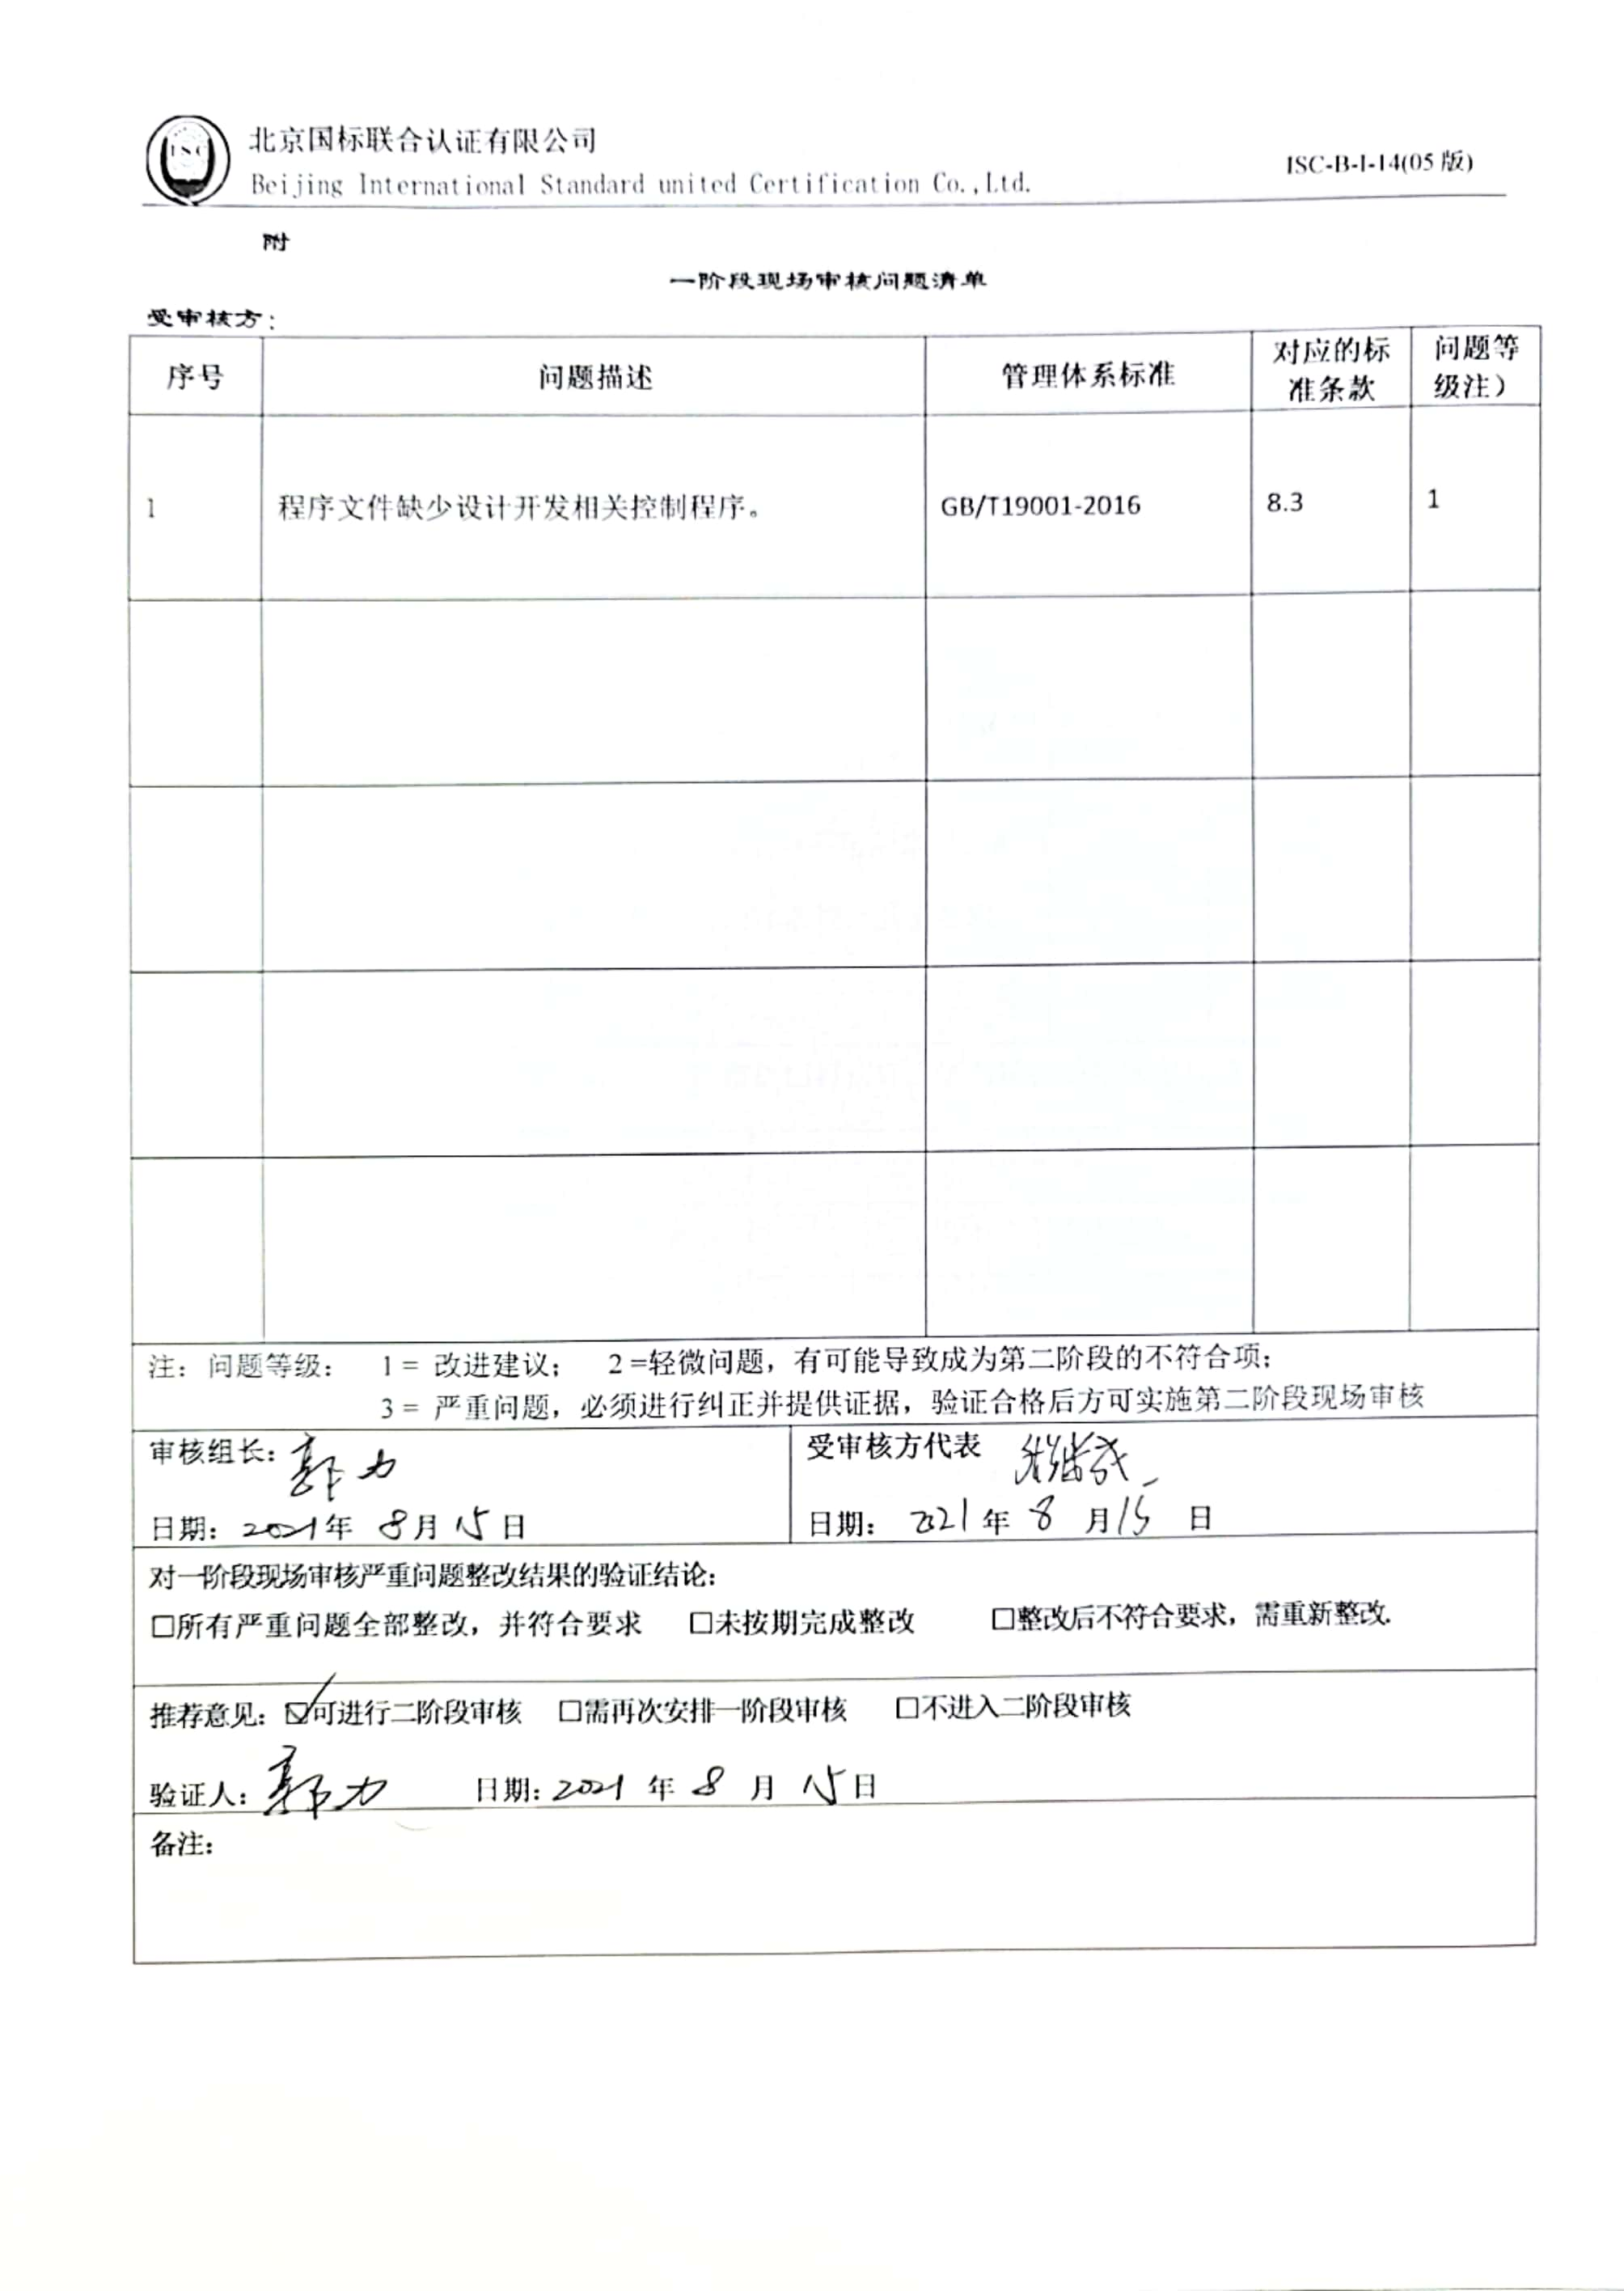 ISC
北京国标联合认证有限公司
Beijing International Standard united Certification Co.,Ltd.
ISC-B-I-14(05版)
附
一阶段现场审核问题清单
受审核方：
序号 问题描述 管理体系标准 对应的标准条款 问题等级注）
1 程序文件缺少设计开发相关控制程序。 GB/T19001-2016 8.3 1
注：问题等级： 1 = 改进建议； 2 =轻微问题，有可能导致成为第二阶段的不符合项；
3 = 严重问题，必须进行纠正并提供证据，验证合格后方可实施第二阶段现场审核
审核组长：郭力 受审核方代表
日期：2021年 8月 15日 日期： 2021年 8 月15 日
对一阶段现场审核严重问题整改结果的验证结论：
□所有严重问题全部整改，并符合要求 □未按期完成整改 □整改后不符合要求，需重新整改.
推荐意见：☑可进行二阶段审核 □需再次安排一阶段审核 □不进入二阶段审核
验证人：郭力 日期：2021 年 8 月 15日
备注：